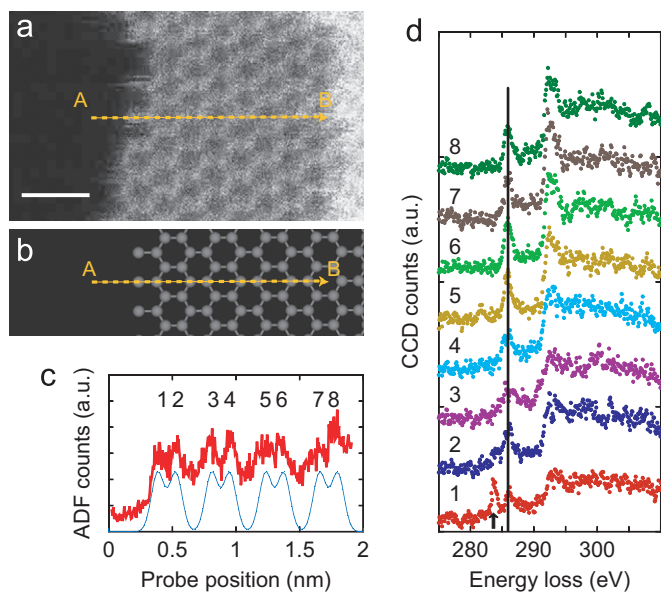 a
A
B
b
A
B
c
ADF counts (a.u.)
1 2 3 4 5 6 7 8
0 0.5 1 1.5 2
Probe position (nm)
d
CCD counts (a.u.)
8
7
6
5
4
3
2
1
280 290 300
Energy loss (eV)